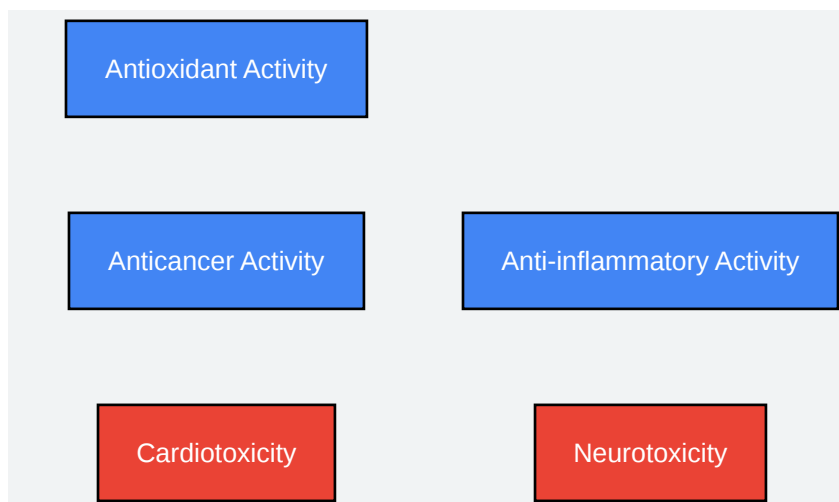 Antioxidant Activity
Anticancer Activity
Anti-inflammatory Activity
Cardiotoxicity
Neurotoxicity